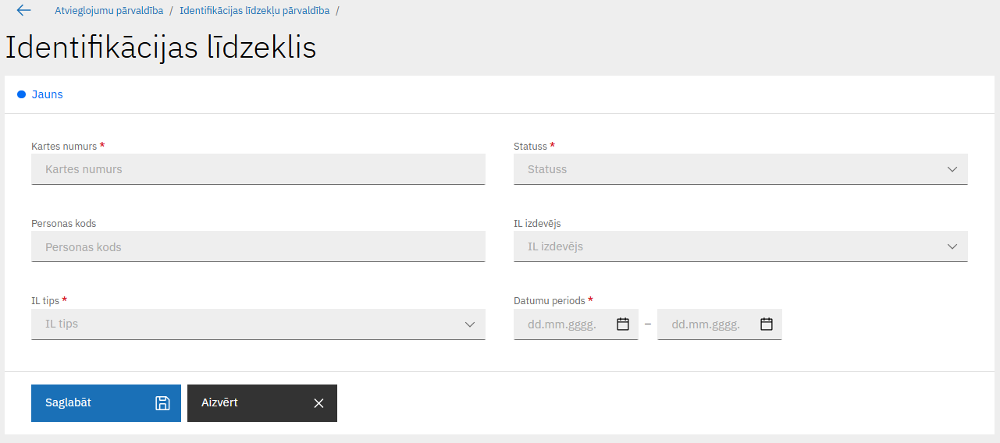 Atvieglojumu pārvaldība / Identifikācijas līdzekļu pārvaldība /
Identifikācijas līdzeklis
Jauns
Kartes numurs *
Statuss *
Kartes numurs
Statuss
Personas kods
IL izdevējs
Personas kods
IL izdevējs
IL tips *
Datumu periods *
IL tips
dd.mm.gggg. – dd.mm.gggg.
Saglabāt
Aizvērt